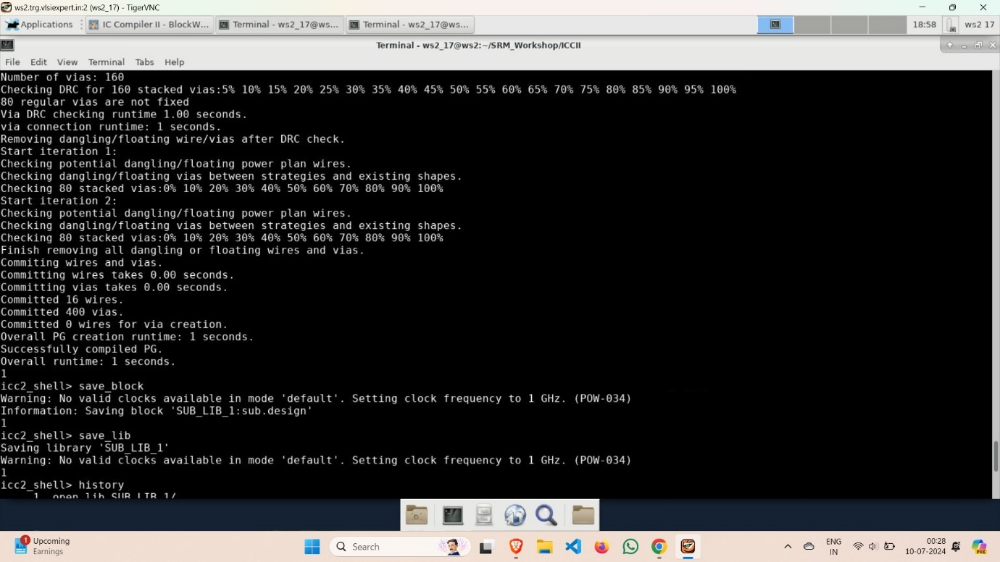 ws2.trg.vlsiexpert.in:2 (ws2_17) - TigerVNC
Applications IC Compiler II - BlockW... Terminal - ws2_17@ws... Terminal - ws2_17@ws... 18:58 ws2 17
Terminal - ws2_17@ws2:~/SRM_Workshop/ICCII
File Edit View Terminal Tabs Help
Number of vias: 160
Checking DRC for 160 stacked vias:5% 10% 15% 20% 25% 30% 35% 40% 45% 50% 55% 60% 65% 70% 75% 80% 85% 90% 95% 100%
80 regular vias are not fixed
Via DRC checking runtime 1.00 seconds.
via connection runtime: 1 seconds.
Removing dangling/floating wire/vias after DRC check.
Start iteration 1:
Checking potential dangling/floating power plan wires.
Checking dangling/floating vias between strategies and existing shapes.
Checking 80 stacked vias:0% 10% 20% 30% 40% 50% 60% 70% 80% 90% 100%
Start iteration 2:
Checking potential dangling/floating power plan wires.
Checking dangling/floating vias between strategies and existing shapes.
Checking 80 stacked vias:0% 10% 20% 30% 40% 50% 60% 70% 80% 90% 100%
Finish removing all dangling or floating wires and vias.
Commiting wires and vias.
Committing wires takes 0.00 seconds.
Committing vias takes 0.00 seconds.
Committed 16 wires.
Committed 400 vias.
Committed 0 wires for via creation.
Overall PG creation runtime: 1 seconds.
Successfully compiled PG.
Overall runtime: 1 seconds.
1
icc2_shell> save_block
Warning: No valid clocks available in mode 'default'. Setting clock frequency to 1 GHz. (POW-034)
Information: Saving block 'SUB_LIB_1:sub.design'
1
icc2_shell> save_lib
Saving library 'SUB_LIB_1'
Warning: No valid clocks available in mode 'default'. Setting clock frequency to 1 GHz. (POW-034)
1
icc2_shell> history
1 open_lib SUB_LIB_1/
1 Upcoming
Earnings
Search
ENG
IN
00:28
10-07-2024
PRE